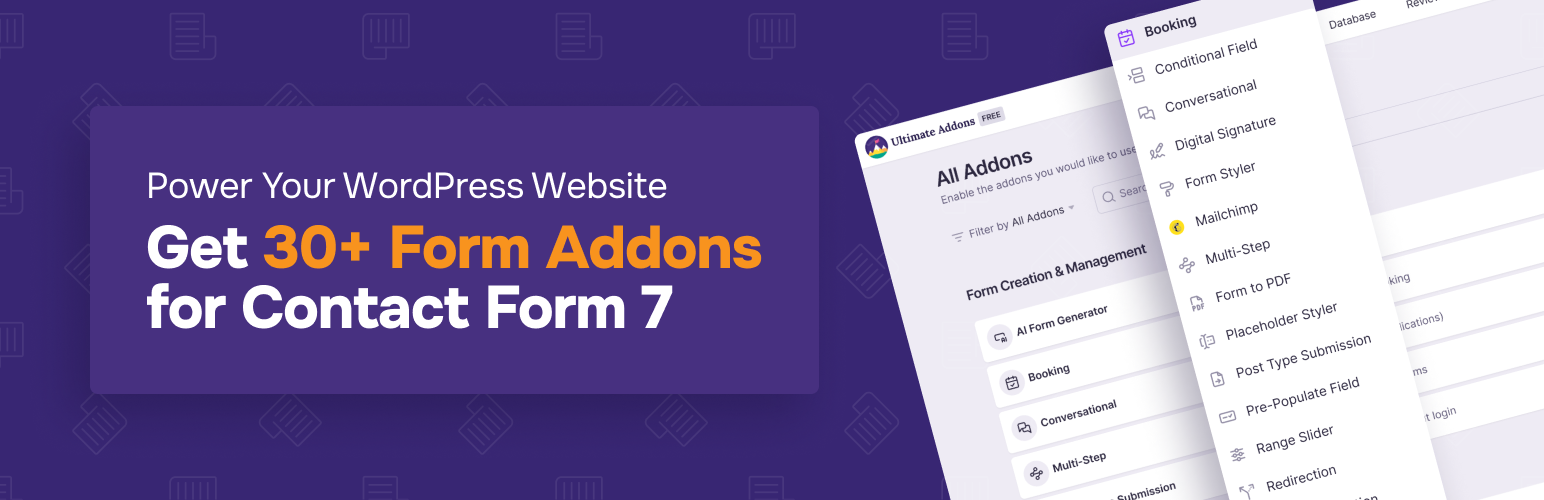 Power Your WordPress Website
Get 30+ Form Addons
for Contact Form 7
Ultimate Addons FREE
All Addons
Enable the addons you would like to use
Filter by All Addons
Form Creation & Management
AI Form Generator
Booking
Conversational
Multi-Step
Submission
Booking
Conditional Field
Conversational
Digital Signature
Form Styler
Mailchimp
Multi-Step
Form to PDF
Placeholder Styler
Post Type Submission
Pre-Populate Field
Range Slider
Redirection
Database
login